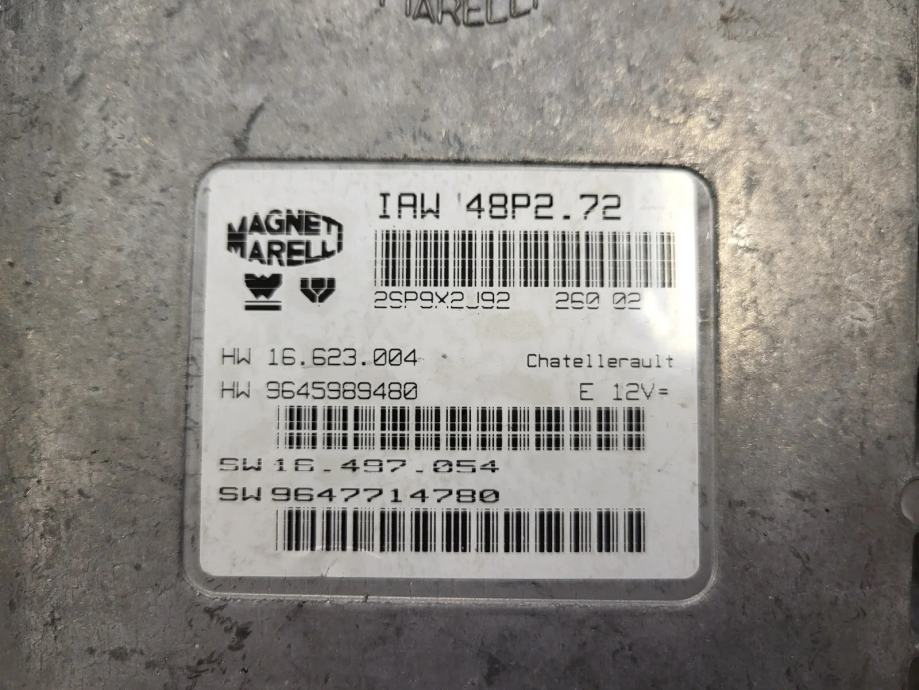 MARELLI
IAW 48P2.72
MAGNETI
MARELLI
2SP9X2J92 260 02
HW 16.623.004 Chatellerault
HW 9645989480 E 12V=
SW 16.497.054
SW 9647714780